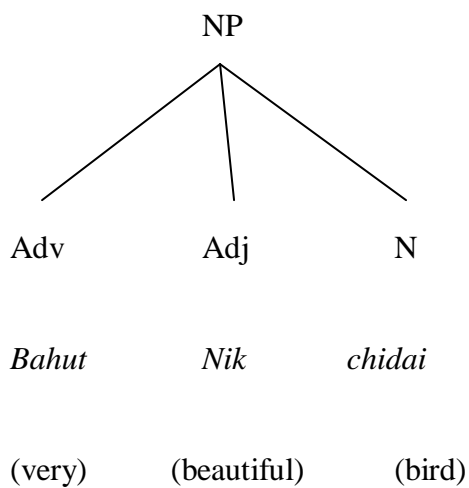 NP
Adv Adj N
Bahut Nik chidai
(very) (beautiful) (bird)